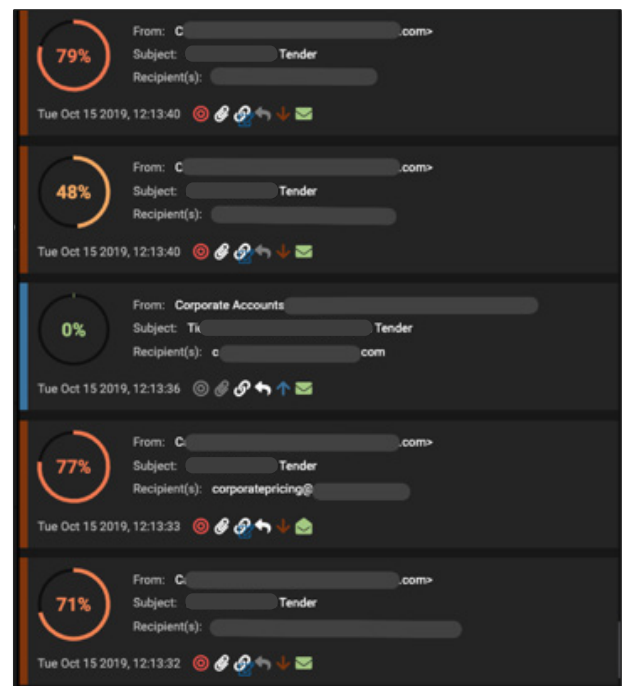 79%
From: C .com>
Subject: Tender
Recipient(s):
Tue Oct 15 2019, 12:13:40
48%
From: C .com>
Subject: Tender
Recipient(s):
Tue Oct 15 2019, 12:13:40
0%
From: Corporate Accounts
Subject: Tic Tender
Recipient(s): c com
Tue Oct 15 2019, 12:13:36
77%
From: Ca .com>
Subject: Tender
Recipient(s): corporatepricing@
Tue Oct 15 2019, 12:13:33
71%
From: Ca .com>
Subject: Tender
Recipient(s):
Tue Oct 15 2019, 12:13:32